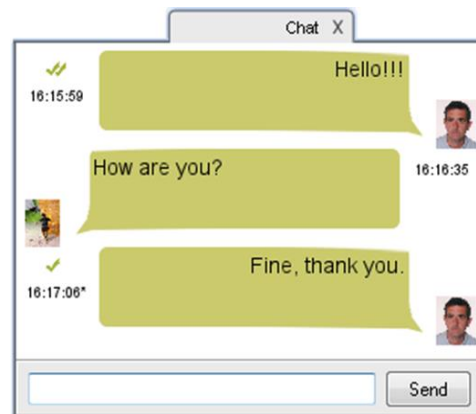 Chat X
Hello!!!
16:15:59
How are you?
16:16:35
Fine, thank you.
16:17:06*
Send